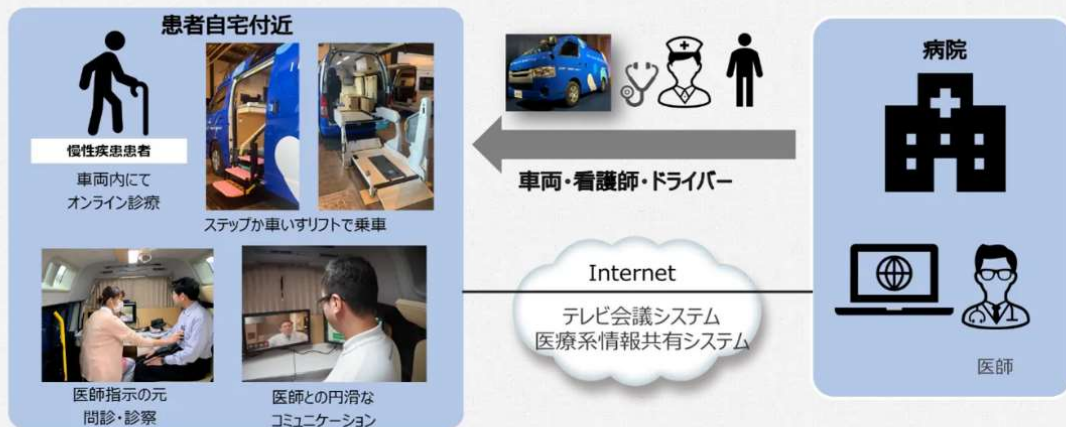 患者自宅付近
慢性疾患患者
車両内にて
オンライン診療
ステップか車いすリフトで乗車
医師指示の元
問診・診察
医師との円滑な
コミュニケーション
車両・看護師・ドライバー
Internet
テレビ会議システム
医療系情報共有システム
病院
医師